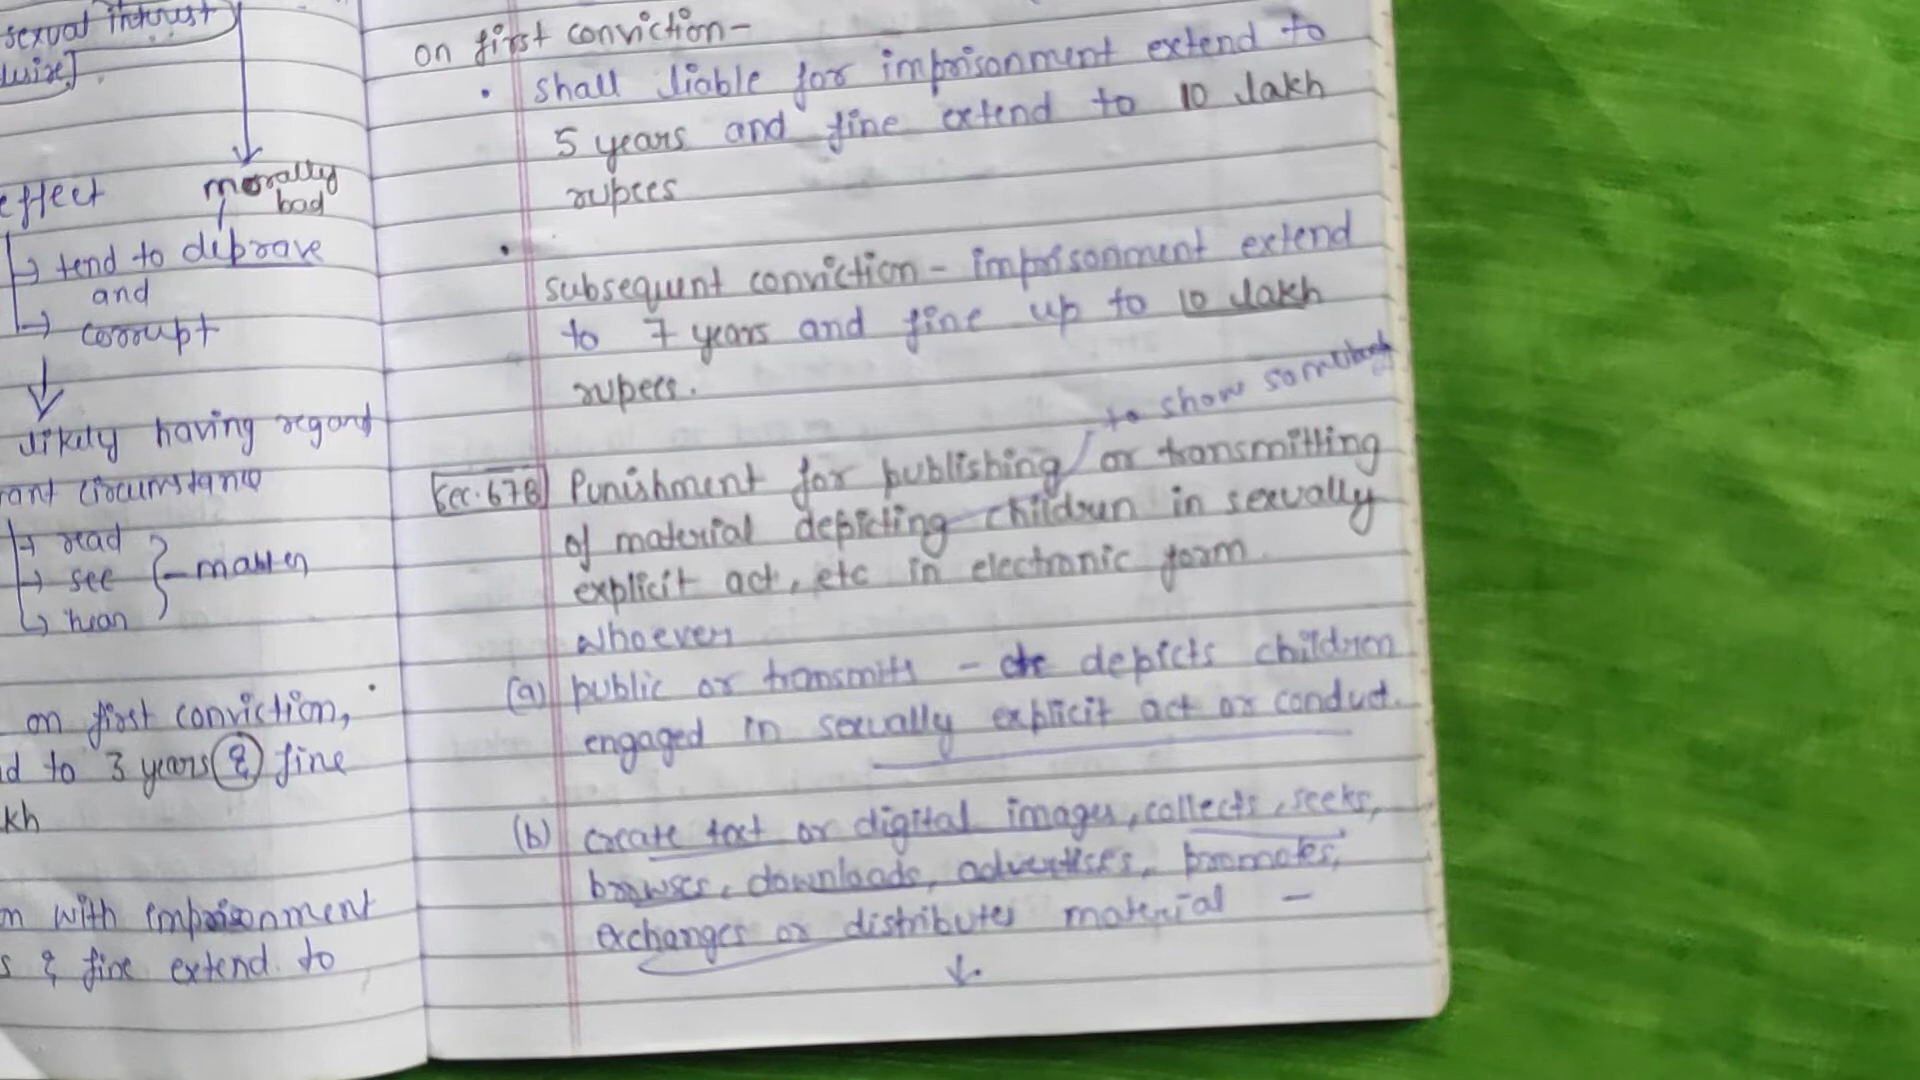 sexual interest
effect morally
bad
tend to deprave
and
corrupt
likely having regard
circumstance
read
see
matter
on first conviction,
d to 3 years & fine
kh
n with imprisonment
s & fine extend to
on first conviction-
• shall liable for imprisonment extend to
5 years and fine extend to 10 lakh
rupees
• subsequent conviction - imprisonment extend
to 7 years and fine up to 10 lakh
rupees.
to show
Sec. 67B Punishment for publishing or transmitting
of material depicting children in sexually
explicit act, etc in electronic form
whoever
(a) public or transmits - depicts children
engaged in sexually explicit act or conduct.
(b) create text or digital images, collects, seeks,
browses, downloads, advertises, promotes,
exchanges or distributes material -